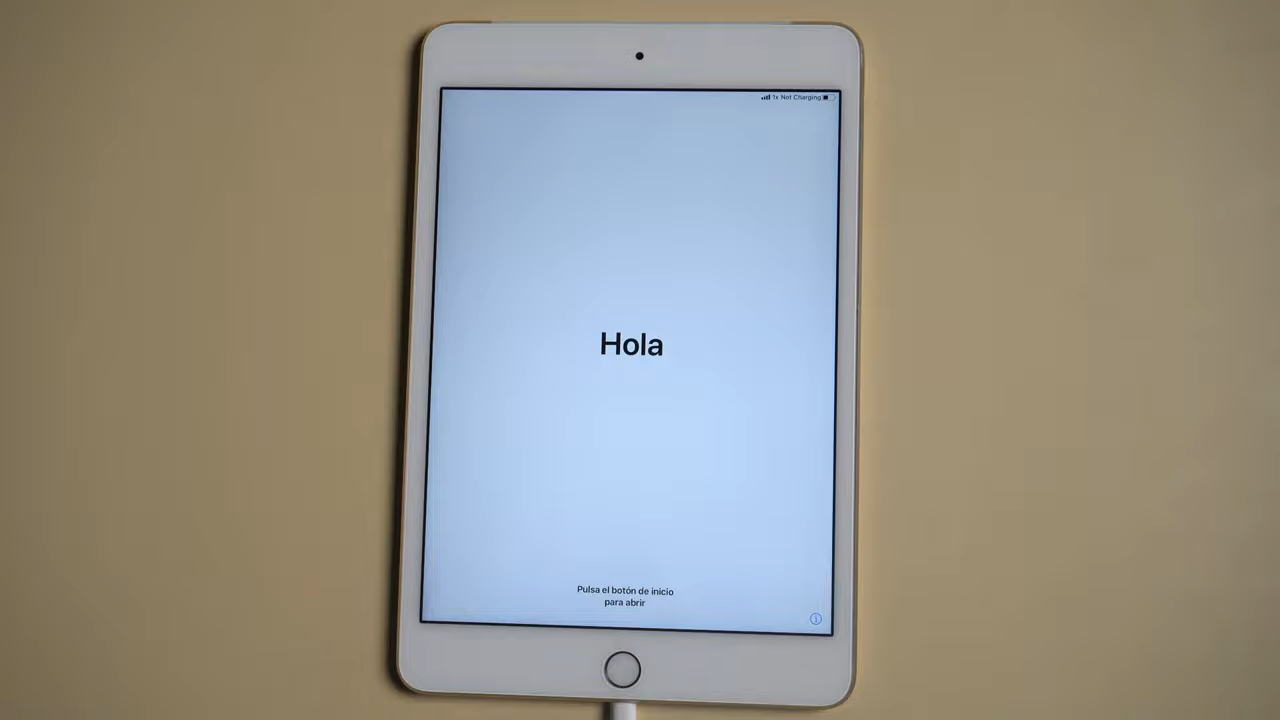 1x Not Charging
Hola
Pulsa el botón de inicio
para abrir